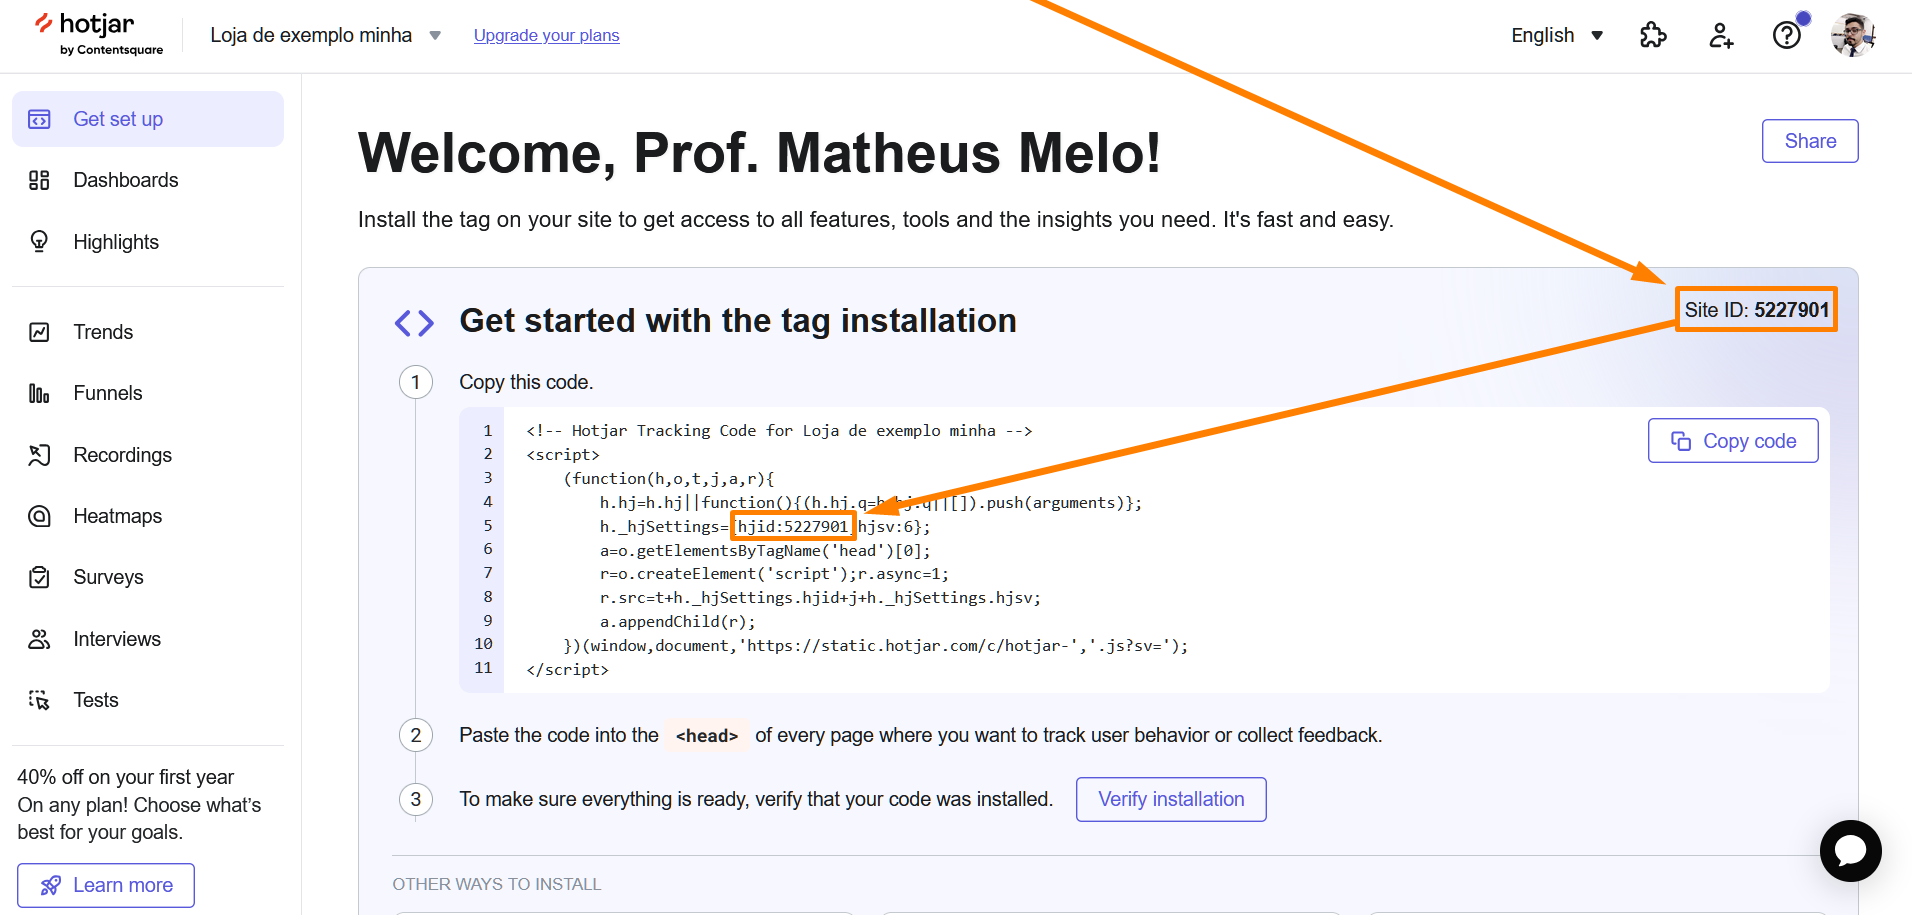 hotjar
by Contentsquare
Loja de exemplo minha
Upgrade your plans
English
Get set up
Dashboards
Highlights
Trends
Funnels
Recordings
Heatmaps
Surveys
Interviews
Tests
40% off on your first year
On any plan! Choose what's
best for your goals.
Learn more
Welcome, Prof. Matheus Melo!
Share
Install the tag on your site to get access to all features, tools and the insights you need. It's fast and easy.
Get started with the tag installation
Site ID: 5227901
1 Copy this code.
Copy code
1 <!-- Hotjar Tracking Code for Loja de exemplo minha -->
2 <script>
3 (function(h,o,t,j,a,r){
4 h.hj=h.hj||function(){(h.hj.q=h.hj.q||[]).push(arguments)};
5 h._hjSettings={hjid:5227901,hjsv:6};
6 a=o.getElementsByTagName('head')[0];
7 r=o.createElement('script');r.async=1;
8 r.src=t+h._hjSettings.hjid+j+h._hjSettings.hjsv;
9 a.appendChild(r);
10 })(window,document,'https://static.hotjar.com/c/hotjar-','.js?sv=');
11 </script>
2 Paste the code into the <head> of every page where you want to track user behavior or collect feedback.
3 To make sure everything is ready, verify that your code was installed.
Verify installation
OTHER WAYS TO INSTALL